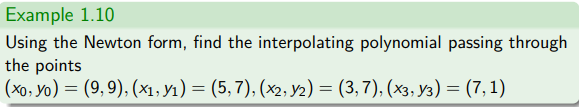 Example 1.10
Using the Newton form, find the interpolating polynomial passing through
the points
(x₀, y₀) = (9, 9), (x₁, y₁) = (5, 7), (x₂, y₂) = (3, 7), (x₃, y₃) = (7, 1)